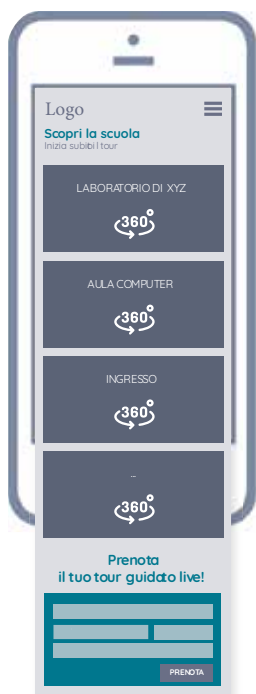 Logo
Scopri la scuola
Inizia subito il tour
LABORATORIO DI XYZ
360°
AULA COMPUTER
360°
INGRESSO
360°
...
360°
Prenota
il tuo tour guidato live!
PRENOTA